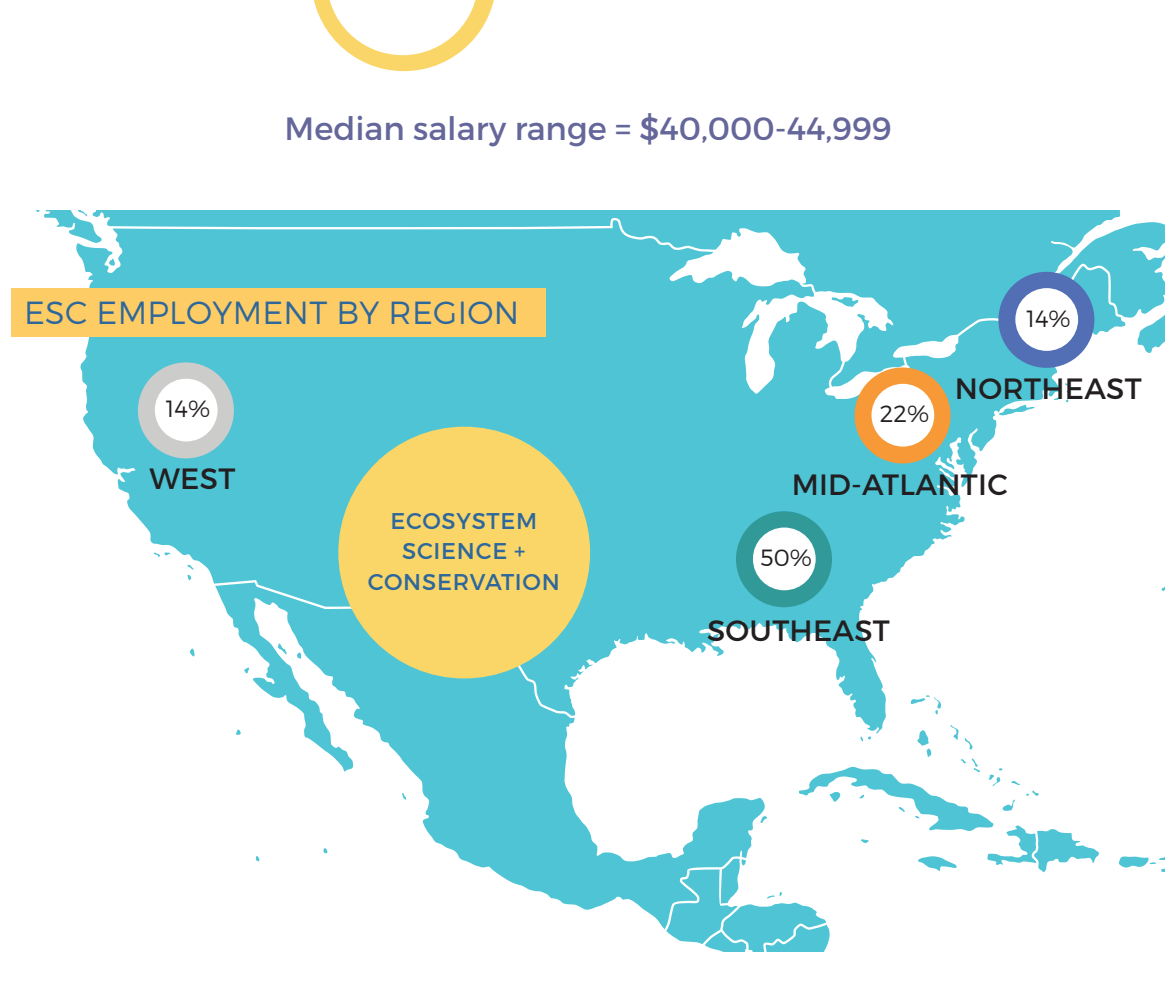 Median salary range = $40,000-44,999
ESC EMPLOYMENT BY REGION
14%
NORTHEAST
14%
WEST
22%
MID-ATLANTIC
ECOSYSTEM
SCIENCE +
CONSERVATION
50%
SOUTHEAST